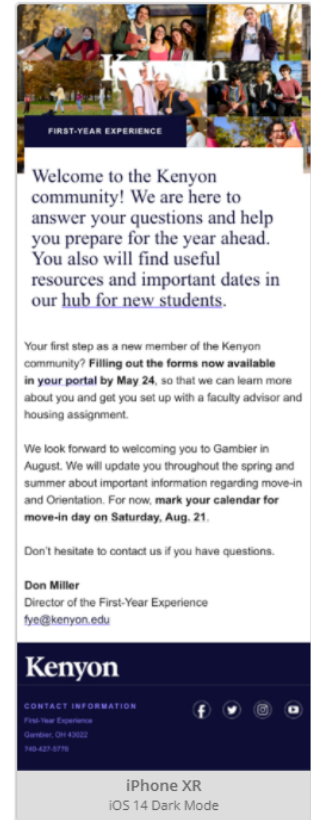 Kenyon
FIRST-YEAR EXPERIENCE
Welcome to the Kenyon
community! We are here to
answer your questions and help
you prepare for the year ahead.
You also will find useful
resources and important dates in
our hub for new students.
Your first step as a new member of the Kenyon
community? Filling out the forms now available
in your portal by May 24, so that we can learn more
about you and get you set up with a faculty advisor and
housing assignment.
We look forward to welcoming you to Gambier in
August. We will update you throughout the spring and
summer about important information regarding move-in
and Orientation. For now, mark your calendar for
move-in day on Saturday, Aug. 21.
Don't hesitate to contact us if you have questions.
Don Miller
Director of the First-Year Experience
fye@kenyon.edu
Kenyon
CONTACT INFORMATION
First-Year Experience
Gambier, OH 43022
740-427-5776
iPhone XR
iOS 14 Dark Mode